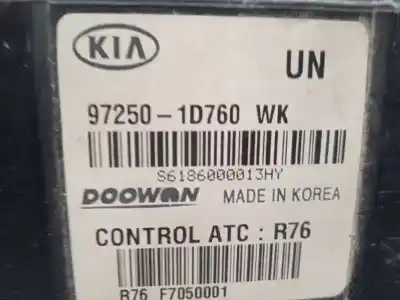 KIA
UN
97250-1D760 WK
S6186000013HY
DOOWON MADE IN KOREA
CONTROL ATC : R76
R76 F7050001